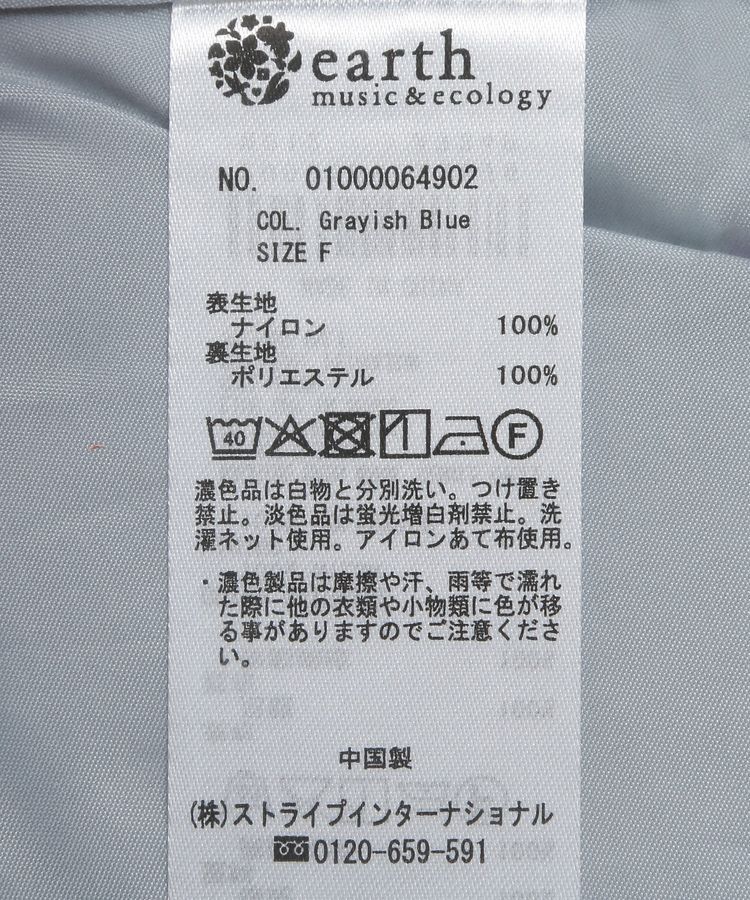 earth
music&ecology
NO. 01000064902
COL. Grayish Blue
SIZE F
表生地
ナイロン 100%
裏生地
ポリエステル 100%
40 F
濃色品は白物と分別洗い。つけ置き
禁止。淡色品は蛍光増白剤禁止。洗
濯ネット使用。アイロンあて布使用。
・濃色製品は摩擦や汗、雨等で濡れ
た際に他の衣類や小物類に色が移
る事がありますのでご注意くださ
い。
中国製
(株)ストライプインターナショナル
0120-659-591